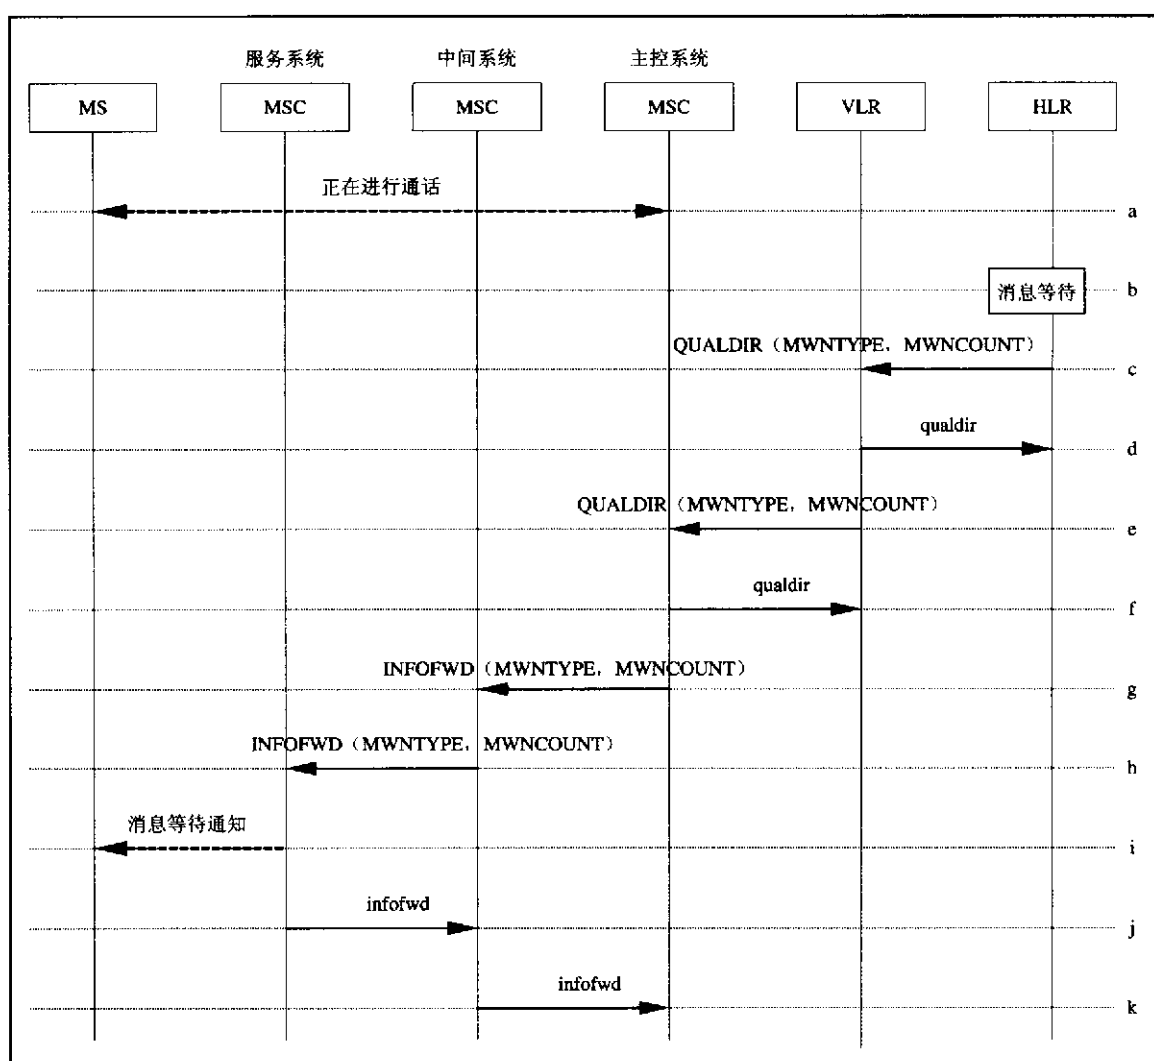 服务系统 中间系统 主控系统
MS MSC MSC MSC VLR HLR
正在进行通话
a
消息等待 b
QUALDIR（MWNTYPE，MWNCOUNT）
c
qualdir
d
QUALDIR（MWNTYPE，MWNCOUNT）
e
qualdir
f
INFOFWD（MWNTYPE，MWNCOUNT）
g
INFOFWD（MWNTYPE，MWNCOUNT）
h
消息等待通知
i
infofwd
j
infofwd
k